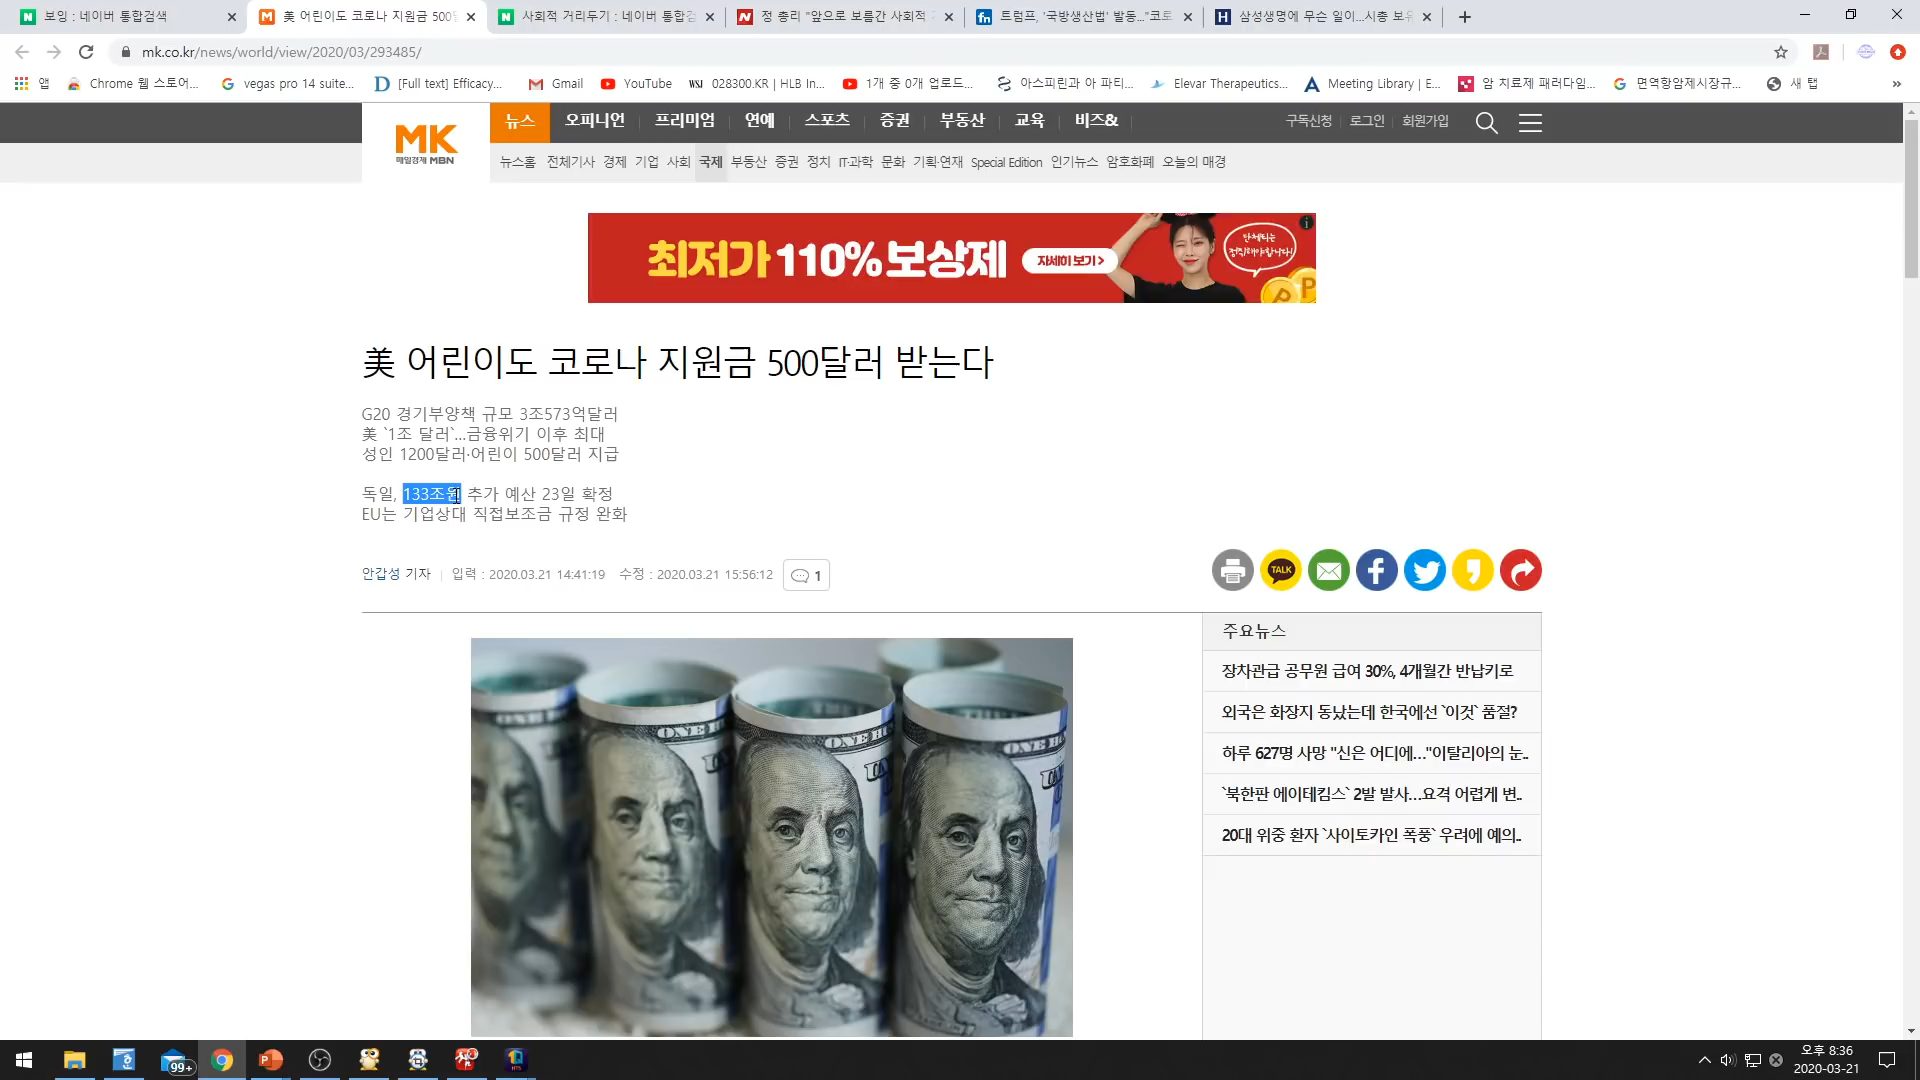 보잉 : 네이버 통합검색
美 어린이도 코로나 지원금 500
사회적 거리두기 : 네이버 통합검
정 총리 "앞으로 보름간 사회적
트럼프, '국방생산법' 발동..."코로
삼성생명에 무슨 일이...시총 보유
mk.co.kr/news/world/view/2020/03/293485/
앱
Chrome 웹 스토어...
vegas pro 14 suite...
[Full text] Efficacy...
Gmail
YouTube
WSJ 028300.KR | HLB In...
1개 중 0개 업로드...
아스피린과 아 파티...
Elevar Therapeutics...
Meeting Library | E...
암 치료제 패러다임...
면역항암제시장규...
새 탭
MK
매일경제 MBN
뉴스 오피니언 프리미엄 연예 스포츠 증권 부동산 교육 비즈&
구독신청 로그인 회원가입
뉴스홈 전체기사 경제 기업 사회 국제 부동산 증권 정치 IT·과학 문화 기획·연재 Special Edition 인기뉴스 암호화폐 오늘의 매경
최저가 110% 보상제
자세히 보기 >
美 어린이도 코로나 지원금 500달러 받는다
G20 경기부양책 규모 3조573억달러
美 `1조 달러`...금융위기 이후 최대
성인 1200달러·어린이 500달러 지급
독일, 133조원 추가 예산 23일 확정
EU는 기업상대 직접보조금 규정 완화
안갑성 기자
입력 : 2020.03.21 14:41:19 수정 : 2020.03.21 15:56:12
1
TALK
주요뉴스
장차관급 공무원 급여 30%, 4개월간 반납키로
외국은 화장지 동났는데 한국에선 `이것` 품절?
하루 627명 사망 "신은 어디에..."이탈리아의 눈..
`북한판 에이테킴스` 2발 발사...요격 어렵게 변..
20대 위중 환자 `사이토카인 폭풍` 우려에 예의..
99+
오후 8:36
2020-03-21